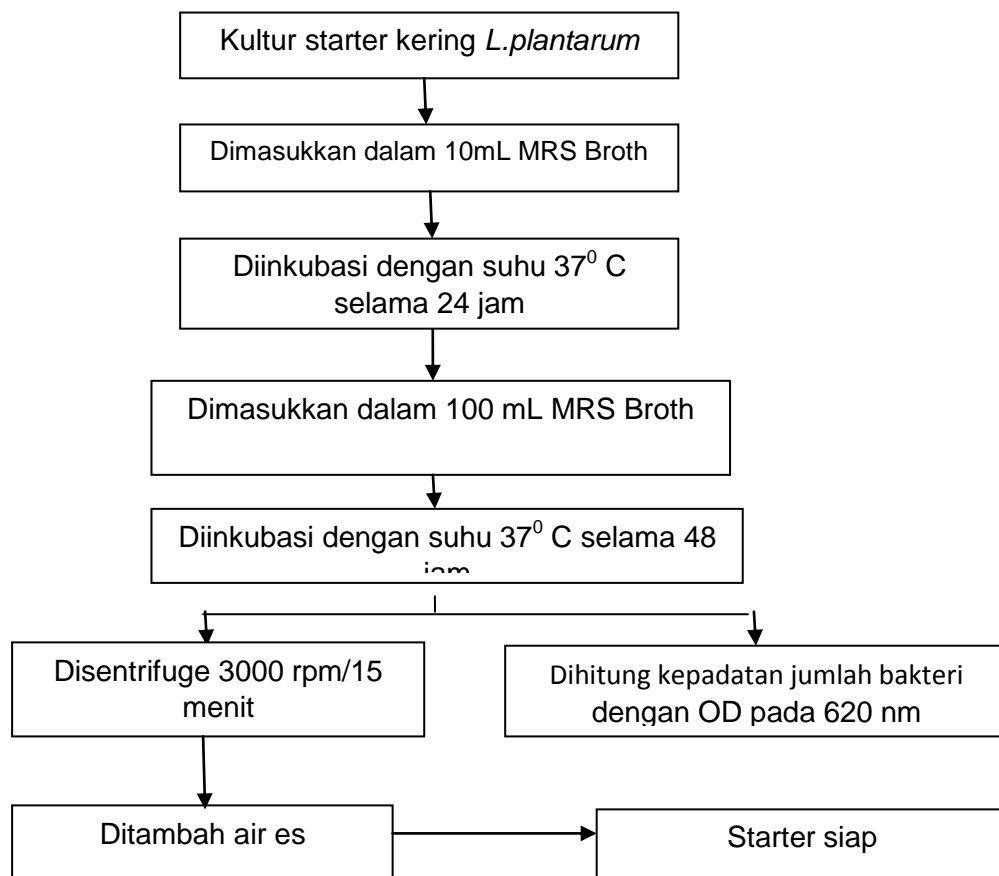 Kultur starter kering L.plantarum
Dimasukkan dalam 10mL MRS Broth
Diinkubasi dengan suhu 37⁰ C
selama 24 jam
Dimasukkan dalam 100 mL MRS Broth
Diinkubasi dengan suhu 37⁰ C selama 48
jam
Disentrifuge 3000 rpm/15
menit
Dihitung kepadatan jumlah bakteri
dengan OD pada 620 nm
Ditambah air es
Starter siap